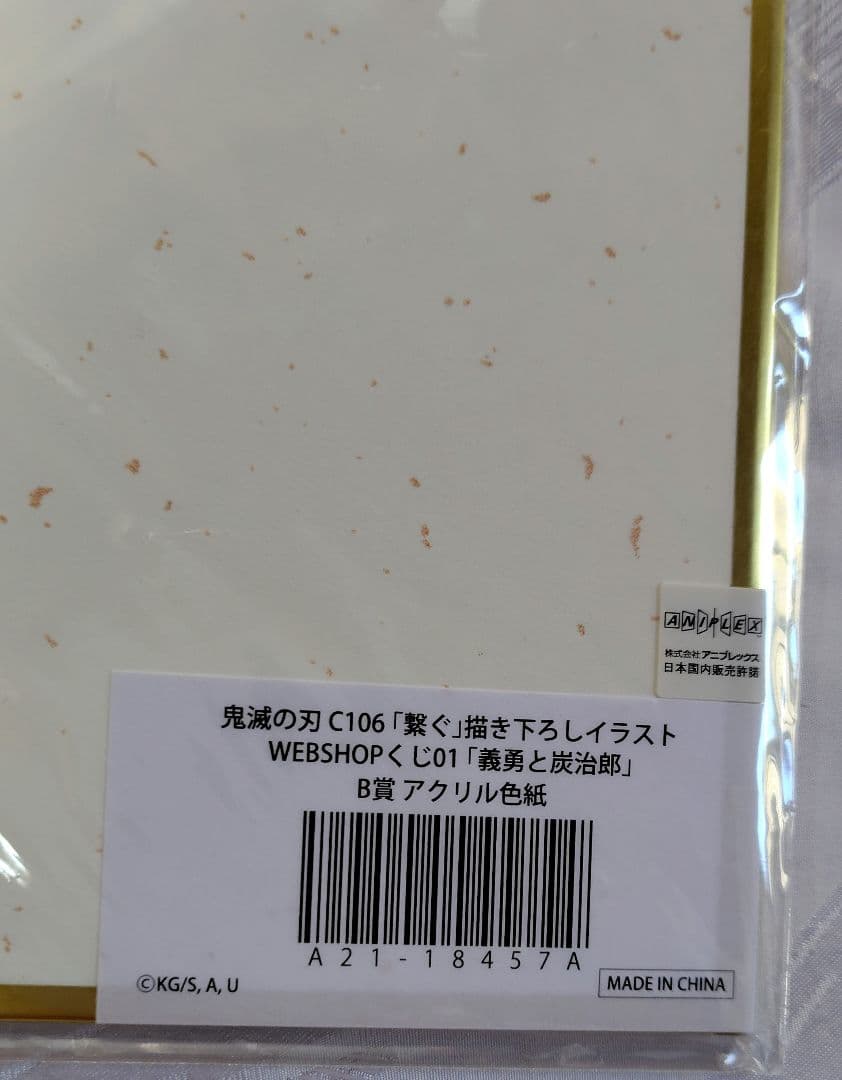 ANIPLEX
株式会社アニプレックス
日本国内販売許諾
鬼滅の刃 C106「繋ぐ」描き下ろしイラスト
WEBSHOPくじ01「義勇と炭治郎」
B賞 アクリル色紙
A21-18457A
©KG/S, A, U
MADE IN CHINA